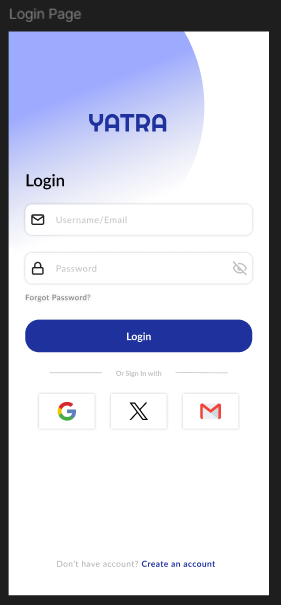 Login Page
YATRA
Login
Username/Email
Password
Forgot Password?
Login
Or Sign In with
Don't have account? Create an account